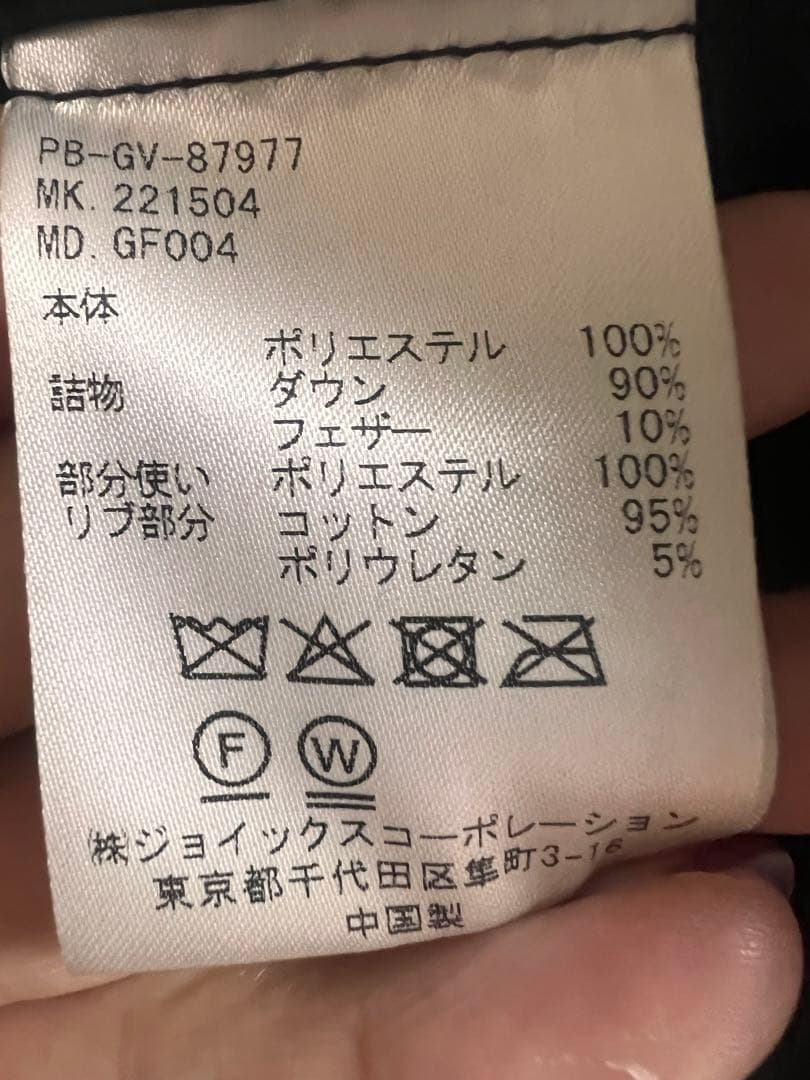 PB-GV-87977
MK. 221504
MD. GF004
本体
ポリエステル 100%
詰物 ダウン 90%
フェザー 10%
部分使い ポリエステル 100%
リブ部分 コットン 95%
ポリウレタン 5%
F W
㈱ジョイックスコーポレーション
東京都千代田区隼町3-16
中国製